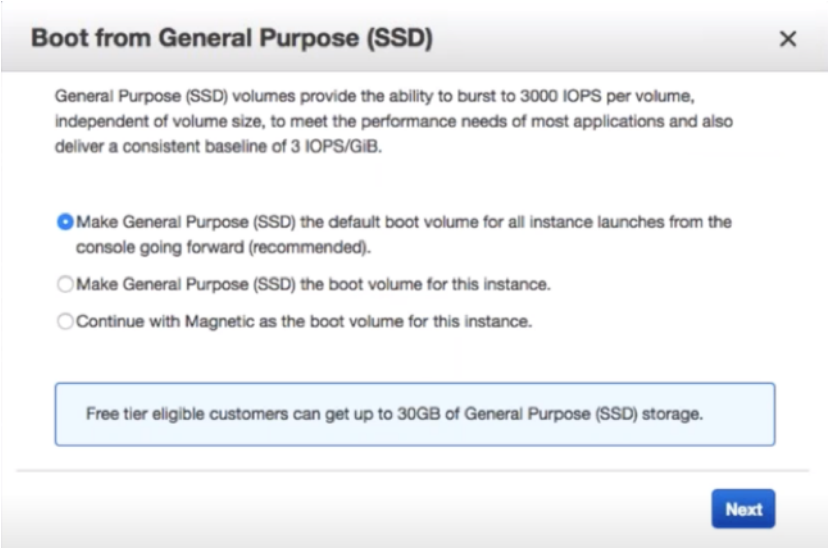 Boot from General Purpose (SSD)
General Purpose (SSD) volumes provide the ability to burst to 3000 IOPS per volume,
independent of volume size, to meet the performance needs of most applications and also
deliver a consistent baseline of 3 IOPS/GiB.
Make General Purpose (SSD) the default boot volume for all instance launches from the
console going forward (recommended).
Make General Purpose (SSD) the boot volume for this instance.
Continue with Magnetic as the boot volume for this instance.
Free tier eligible customers can get up to 30GB of General Purpose (SSD) storage.
Next